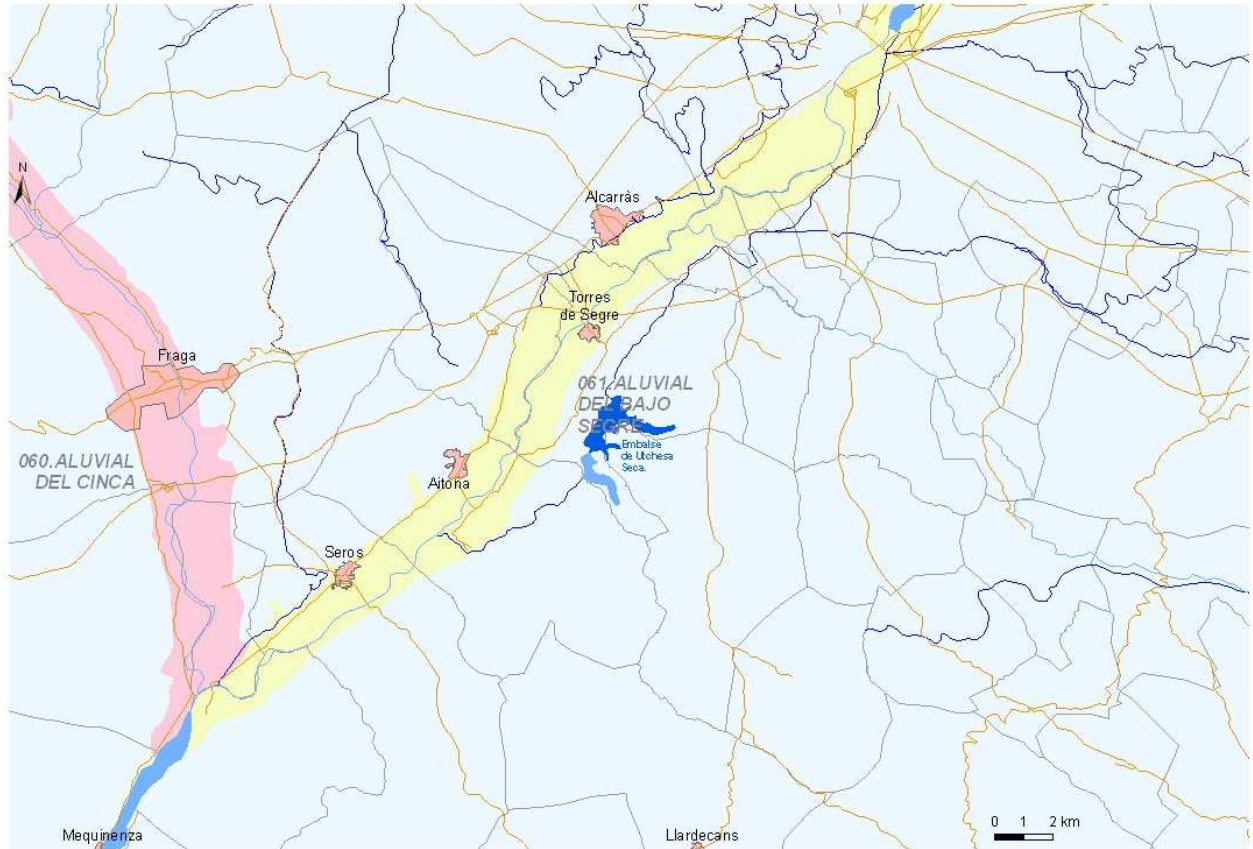 N
Alcarràs
Torres
de Segre
Fraga
061.ALUVIAL
DEL BAJO
SEGRE
Embalse
de Utchesa
Seca.
060.ALUVIAL
DEL CINCA
Aitona
Seros
0 1 2 km
Mequinenza
Llardecans